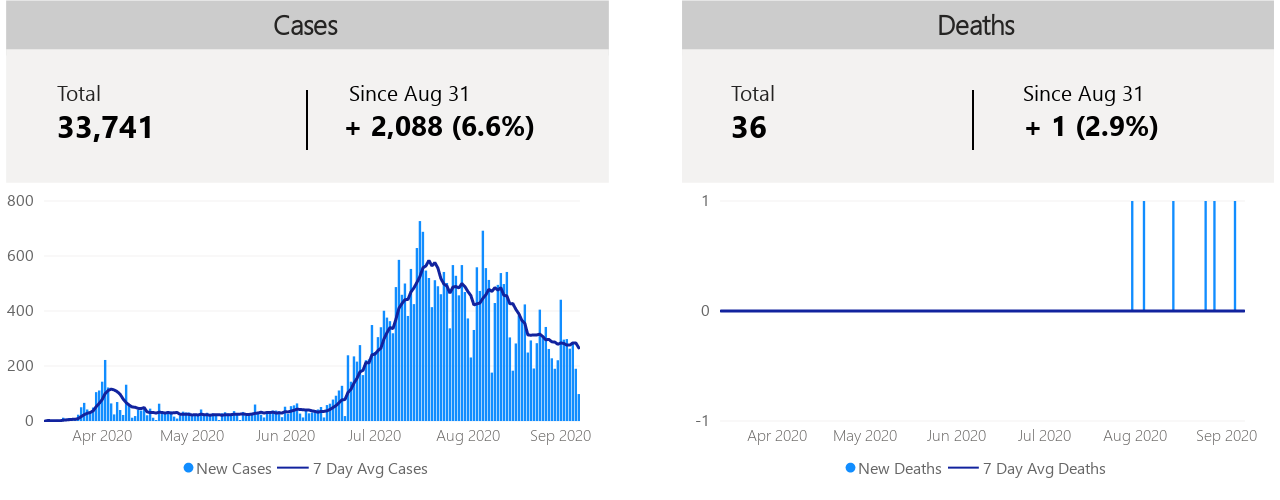 Cases
Total
33,741
Since Aug 31
+ 2,088 (6.6%)
800
600
400
200
0
Apr 2020 May 2020 Jun 2020 Jul 2020 Aug 2020 Sep 2020
New Cases 7 Day Avg Cases
Deaths
Total
36
Since Aug 31
+ 1 (2.9%)
1
0
-1
Apr 2020 May 2020 Jun 2020 Jul 2020 Aug 2020 Sep 2020
New Deaths 7 Day Avg Deaths